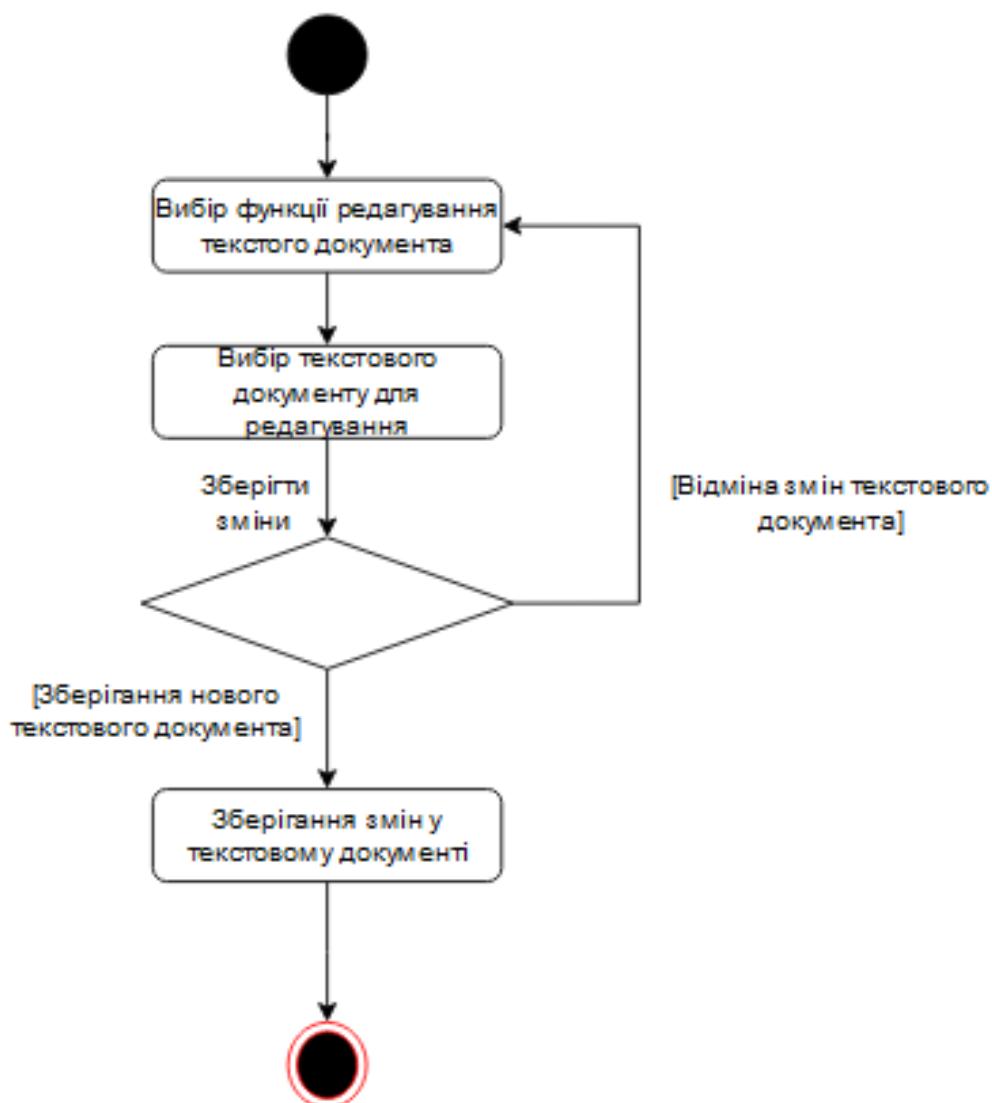 Вибір функції редагування
текстого документа
Вибір текстового
документу для
редагування
Зберігти
зміни
[Відміна змін текстового
документа]
[Зберігання нового
текстового документа]
Зберігання змін у
текстовому документі